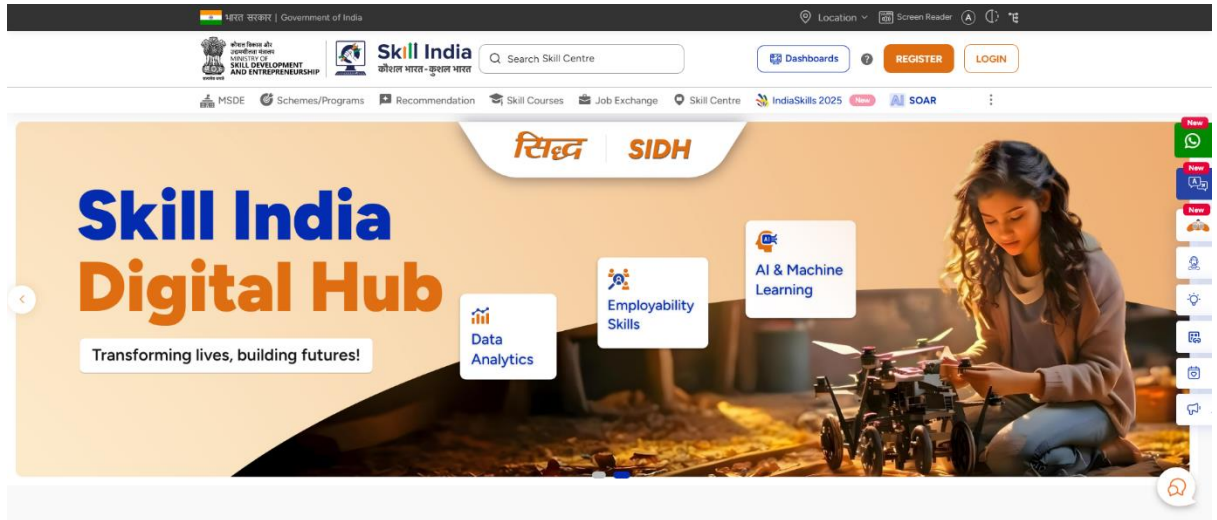 भारत सरकार | Government of India
Location
Screen Reader
A
कौशल विकास और
उद्यमशीलता मंत्रालय
MINISTRY OF
SKILL DEVELOPMENT
AND ENTREPRENEURSHIP
Skill India
कौशल भारत-कुशल भारत
Search Skill Centre
Dashboards
?
REGISTER
LOGIN
MSDE
Schemes/Programs
Recommendation
Skill Courses
Job Exchange
Skill Centre
IndiaSkills 2025
New
AI SOAR
सिद्ध
SIDH
New
New
New
Skill India
Digital Hub
Transforming lives, building futures!
Data
Analytics
Employability
Skills
AI & Machine
Learning